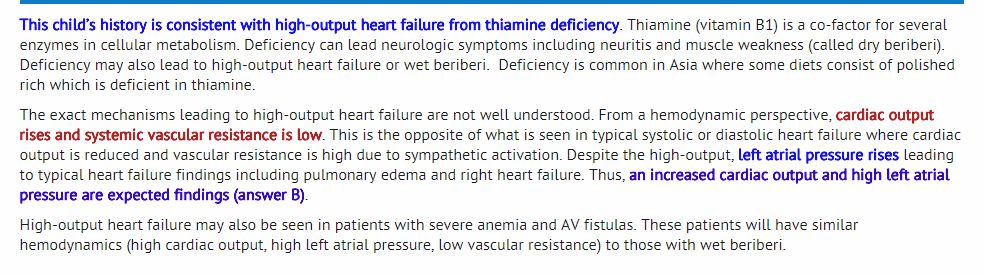 This child's history is consistent with high-output heart failure from thiamine deficiency. Thiamine (vitamin B1) is a co-factor for several
enzymes in cellular metabolism. Deficiency can lead neurologic symptoms including neuritis and muscle weakness (called dry beriberi).
Deficiency may also lead to high-output heart failure or wet beriberi.  Deficiency is common in Asia where some diets consist of polished
rich which is deficient in thiamine.
The exact mechanisms leading to high-output heart failure are not well understood. From a hemodynamic perspective, cardiac output
rises and systemic vascular resistance is low. This is the opposite of what is seen in typical systolic or diastolic heart failure where cardiac
output is reduced and vascular resistance is high due to sympathetic activation. Despite the high-output, left atrial pressure rises leading
to typical heart failure findings including pulmonary edema and right heart failure. Thus, an increased cardiac output and high left atrial
pressure are expected findings (answer B).
High-output heart failure may also be seen in patients with severe anemia and AV fistulas. These patients will have similar
hemodynamics (high cardiac output, high left atrial pressure, low vascular resistance) to those with wet beriberi.